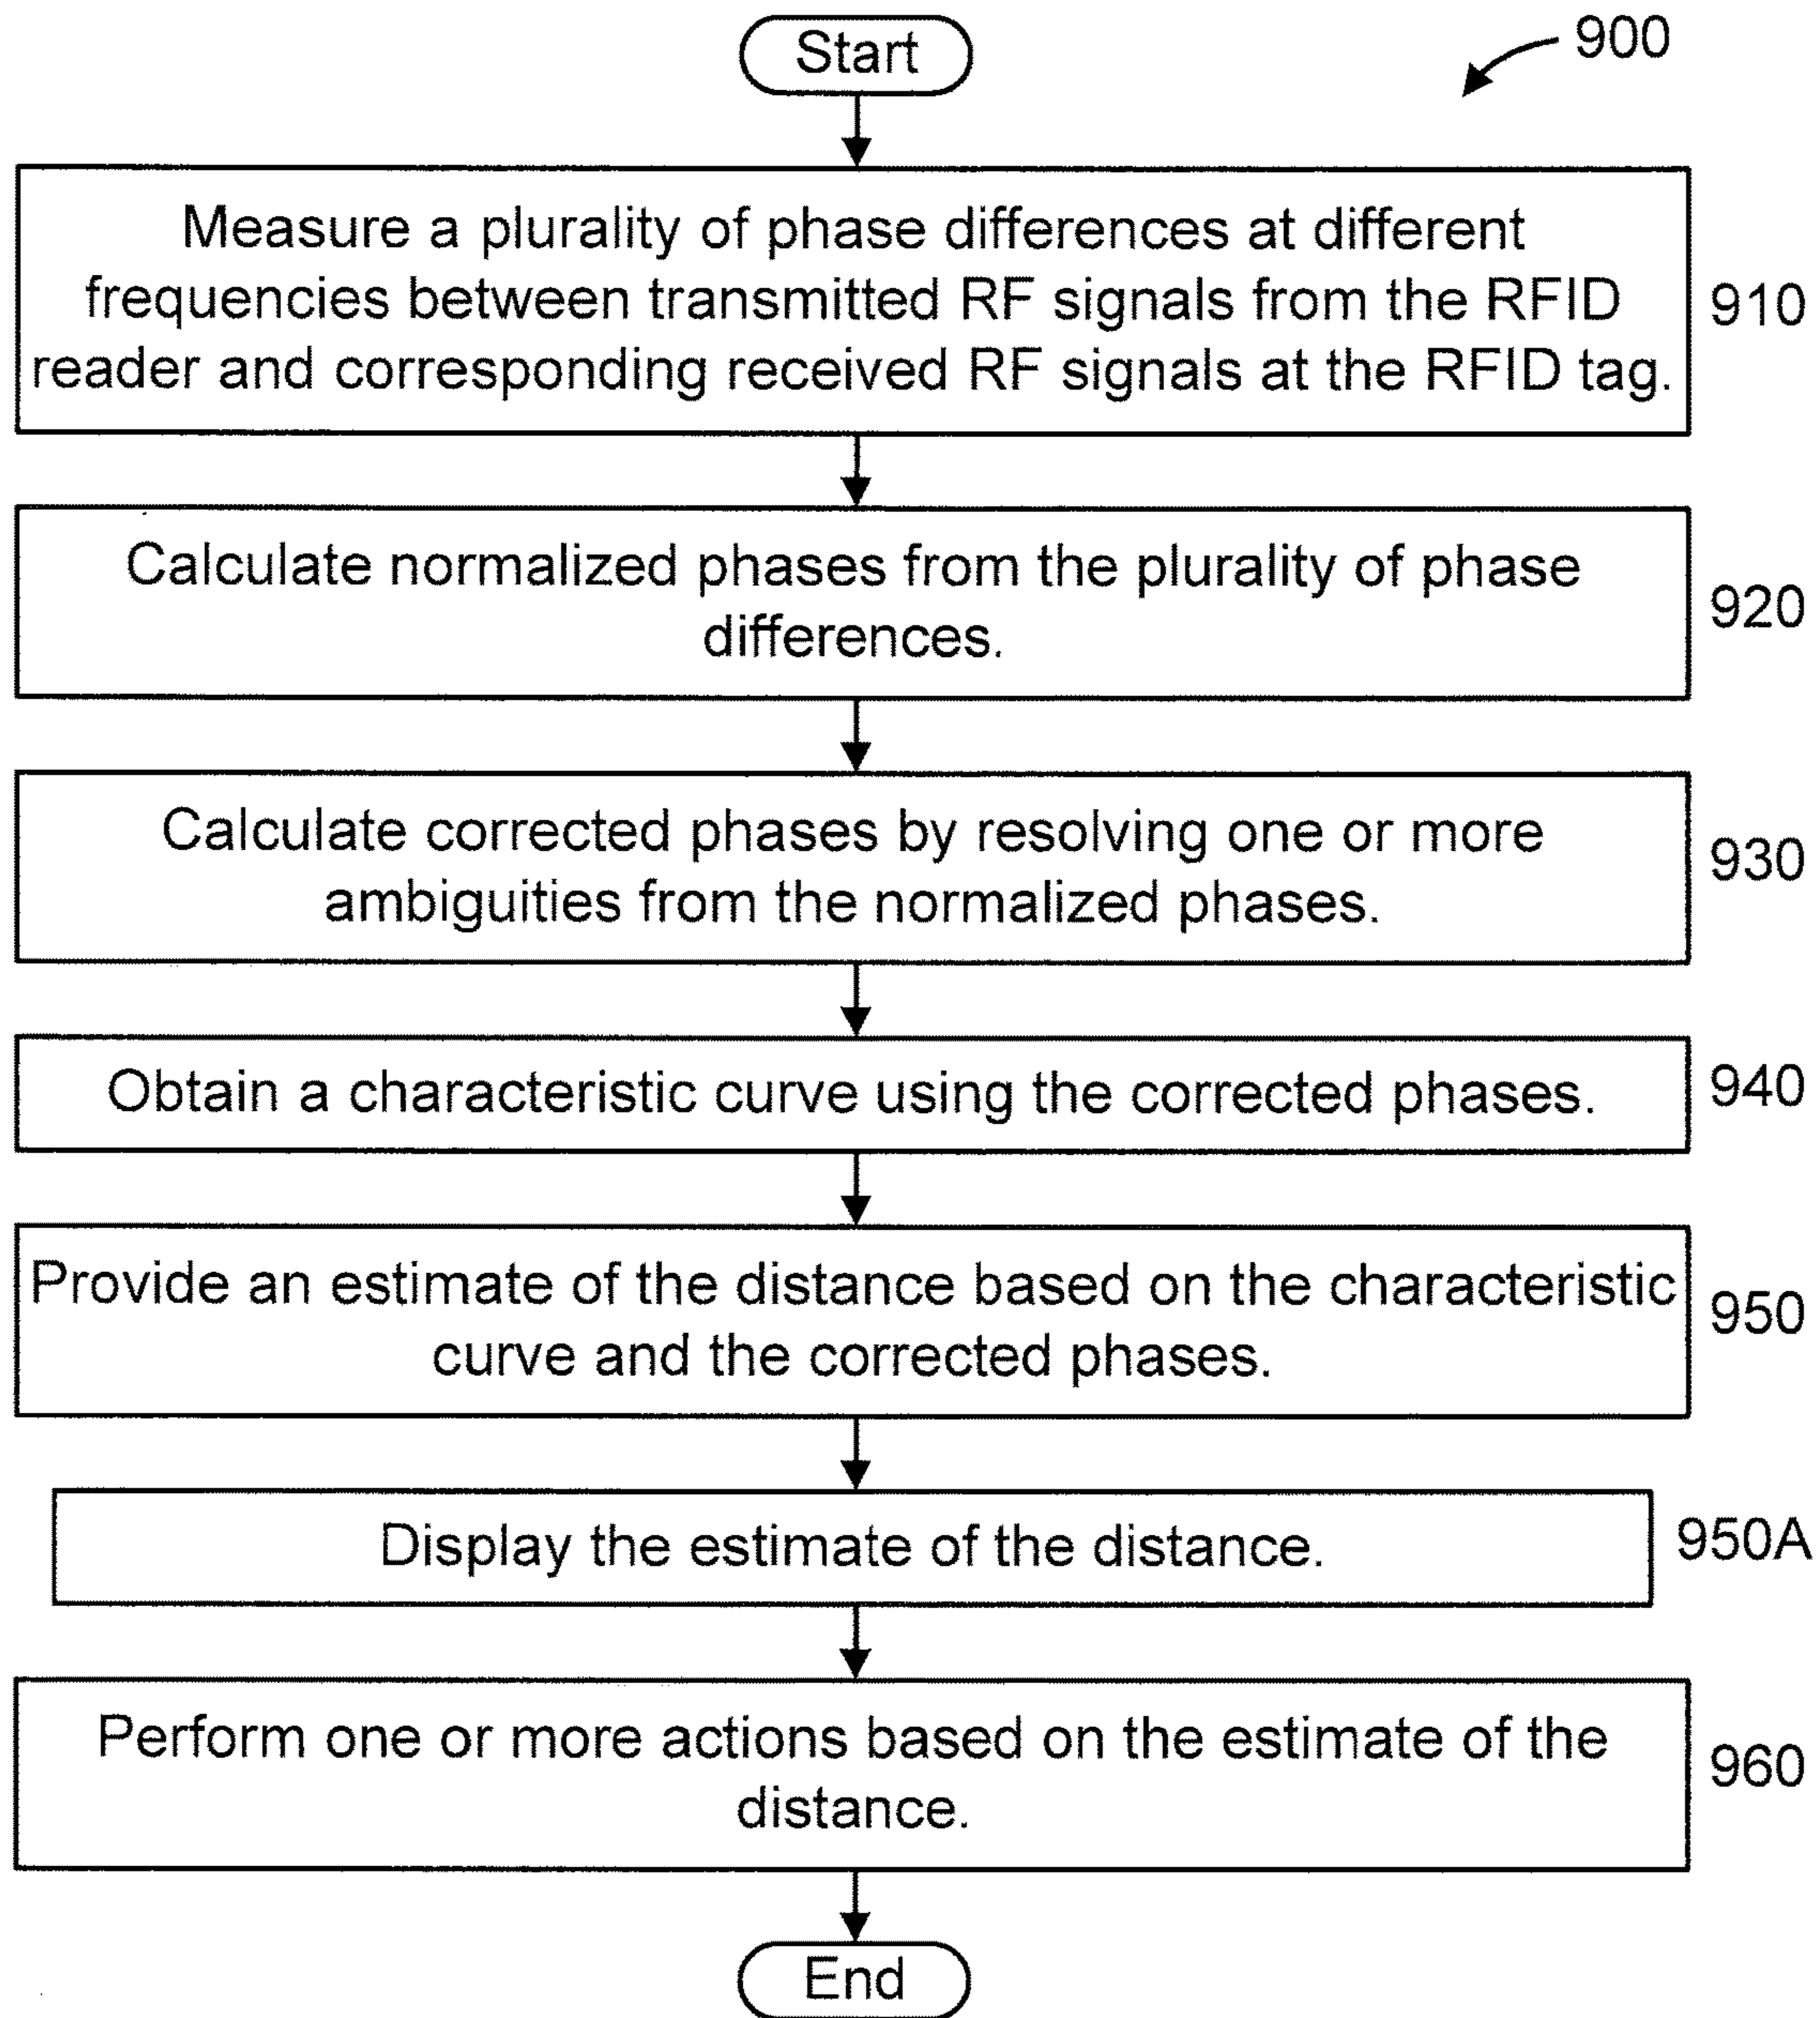 Start
900
Measure a plurality of phase differences at different
frequencies between transmitted RF signals from the RFID
reader and corresponding received RF signals at the RFID tag.
910
Calculate normalized phases from the plurality of phase
differences.
920
Calculate corrected phases by resolving one or more
ambiguities from the normalized phases.
930
Obtain a characteristic curve using the corrected phases.
940
Provide an estimate of the distance based on the characteristic
curve and the corrected phases.
950
Display the estimate of the distance.
950A
Perform one or more actions based on the estimate of the
distance.
960
End